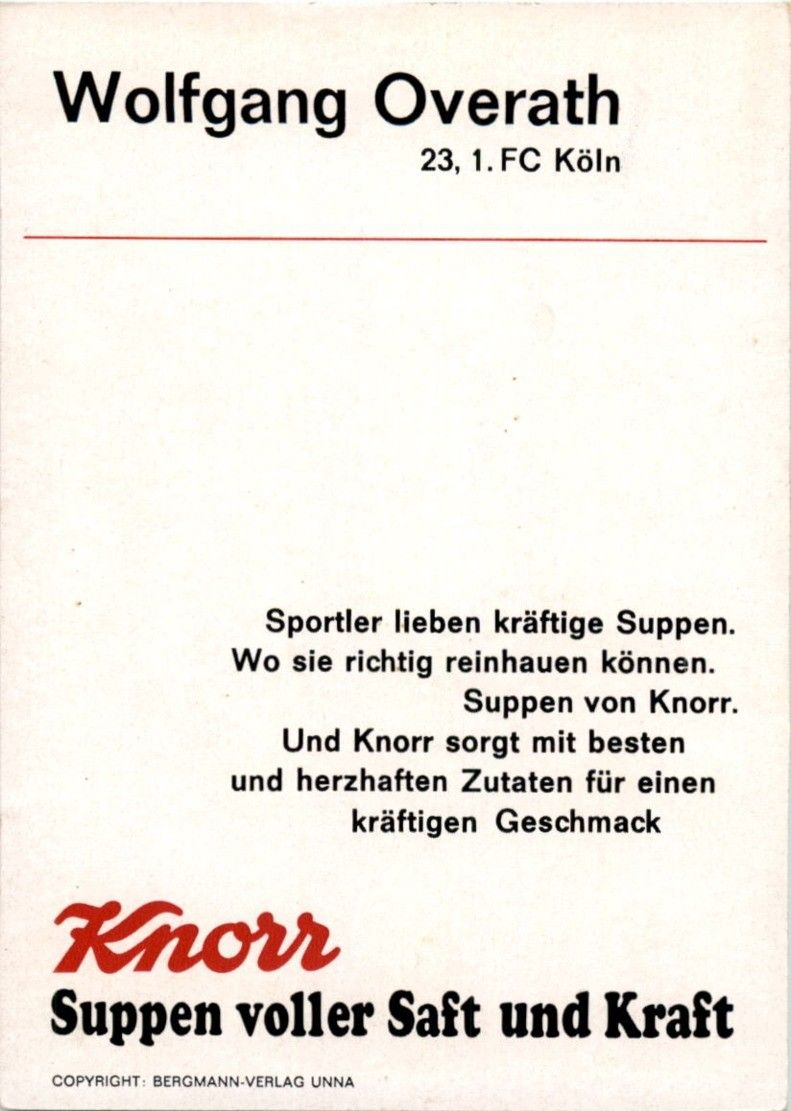 Wolfgang Overath
23, 1. FC Köln
Sportler lieben kräftige Suppen.
Wo sie richtig reinhauen können.
Suppen von Knorr.
Und Knorr sorgt mit besten
und herzhaften Zutaten für einen
kräftigen Geschmack
Knorr
Suppen voller Saft und Kraft
COPYRIGHT: BERGMANN-VERLAG UNNA